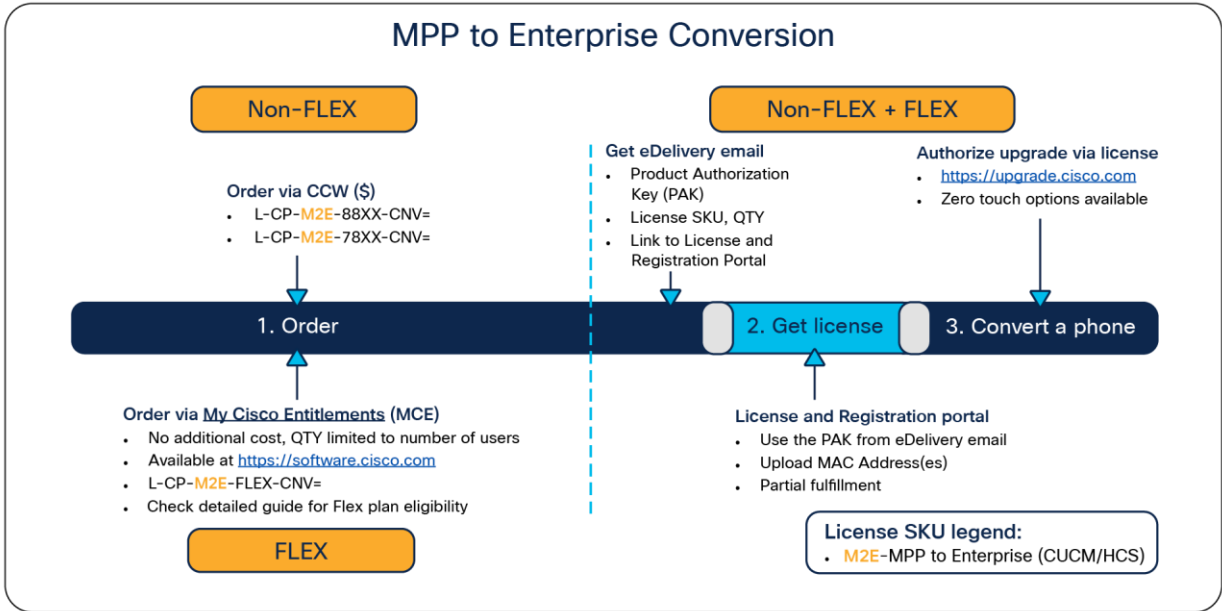 MPP to Enterprise Conversion
Non-FLEX
Order via CCW ($)
• L-CP-M2E-88XX-CNV=
• L-CP-M2E-78XX-CNV=
Non-FLEX + FLEX
Get eDelivery email
• Product Authorization
Key (PAK)
• License SKU, QTY
• Link to License and
Registration Portal
Authorize upgrade via license
• https://upgrade.cisco.com
• Zero touch options available
1. Order
2. Get license
3. Convert a phone
Order via My Cisco Entitlements (MCE)
• No additional cost, QTY limited to number of users
• Available at https://software.cisco.com
• L-CP-M2E-FLEX-CNV=
• Check detailed guide for Flex plan eligibility
FLEX
License and Registration portal
• Use the PAK from eDelivery email
• Upload MAC Address(es)
• Partial fulfillment
License SKU legend:
• M2E-MPP to Enterprise (CUCM/HCS)